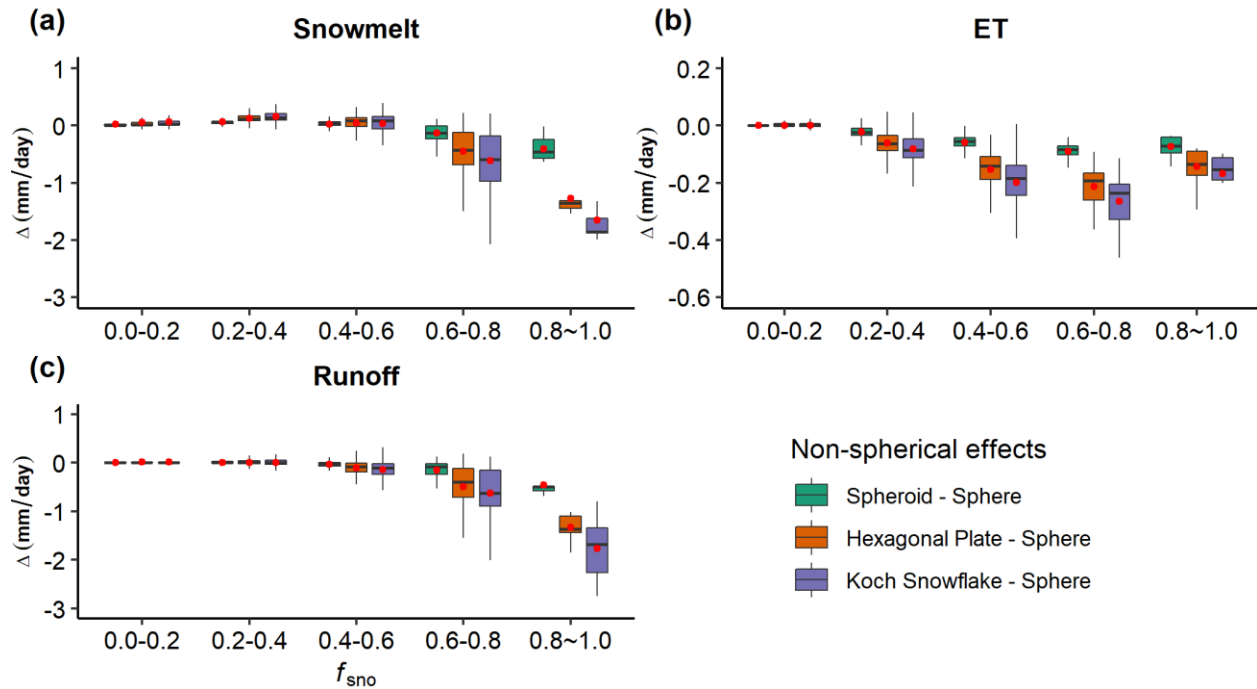 (a)
Snowmelt
Δ (mm/day)
1
0
-1
-2
-3
0.0-0.2 0.2-0.4 0.4-0.6 0.6-0.8 0.8~1.0
(b)
ET
Δ (mm/day)
0.2
0.0
-0.2
-0.4
-0.6
0.0-0.2 0.2-0.4 0.4-0.6 0.6-0.8 0.8~1.0
(c)
Runoff
Δ (mm/day)
1
0
-1
-2
-3
0.0-0.2 0.2-0.4 0.4-0.6 0.6-0.8 0.8~1.0
fsno
Non-spherical effects
Spheroid - Sphere
Hexagonal Plate - Sphere
Koch Snowflake - Sphere